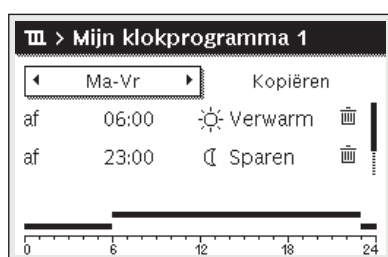 > Mijn klokprogramma 1
Ma-Vr Kopiëren
af 06:00 Verwarm
af 23:00 Sparen
0 6 12 18 24